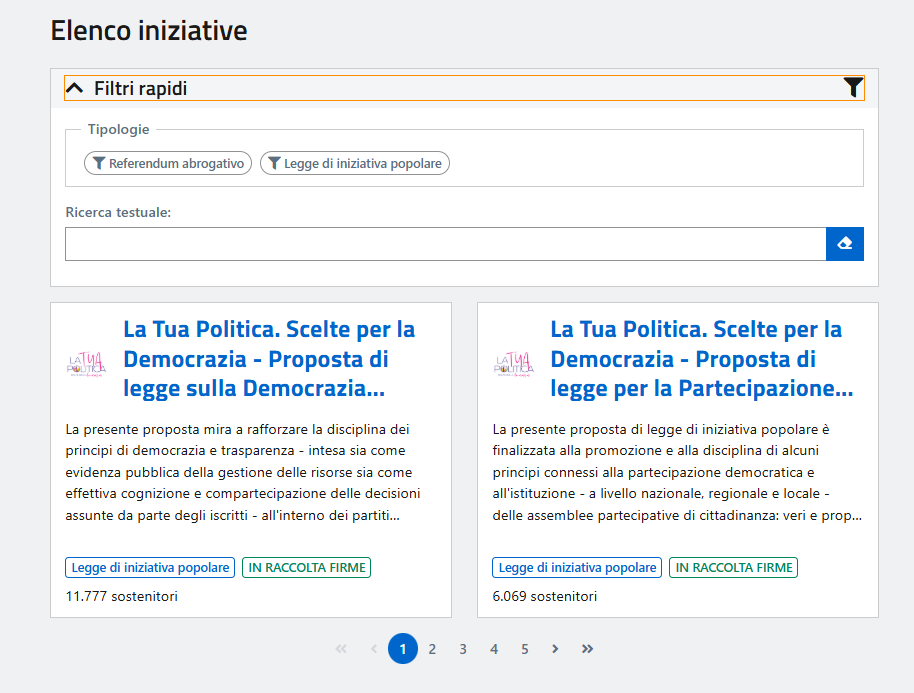 Elenco iniziative
Filtri rapidi
Tipologie
Referendum abrogativo
Legge di iniziativa popolare
Ricerca testuale:
LA TUA
POLITICA
La Tua Politica. Scelte per la
Democrazia - Proposta di
legge sulla Democrazia...
La presente proposta mira a rafforzare la disciplina dei
principi di democrazia e trasparenza - intesa sia come
evidenza pubblica della gestione delle risorse sia come
effettiva cognizione e compartecipazione delle decisioni
assunte da parte degli iscritti - all'interno dei partiti...
Legge di iniziativa popolare
IN RACCOLTA FIRME
11.777 sostenitori
LA TUA
POLITICA
La Tua Politica. Scelte per la
Democrazia - Proposta di
legge per la Partecipazione...
La presente proposta di legge di iniziativa popolare è
finalizzata alla promozione e alla disciplina di alcuni
principi connessi alla partecipazione democratica e
all'istituzione - a livello nazionale, regionale e locale -
delle assemblee partecipative di cittadinanza: veri e prop...
Legge di iniziativa popolare
IN RACCOLTA FIRME
6.069 sostenitori
« ‹ 1 2 3 4 5 › »